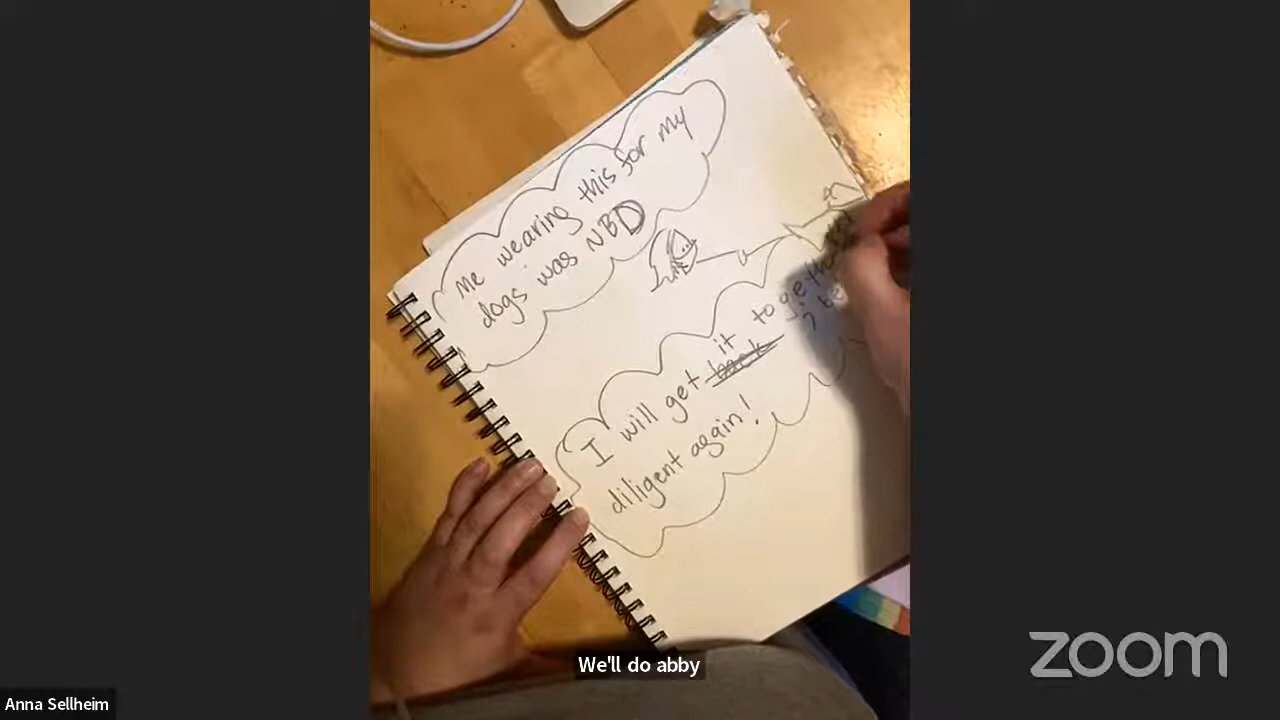 me wearing this for my
dogs was NBD
I will get it together
diligent again!
We'll do abby
Anna Sellheim
zoom